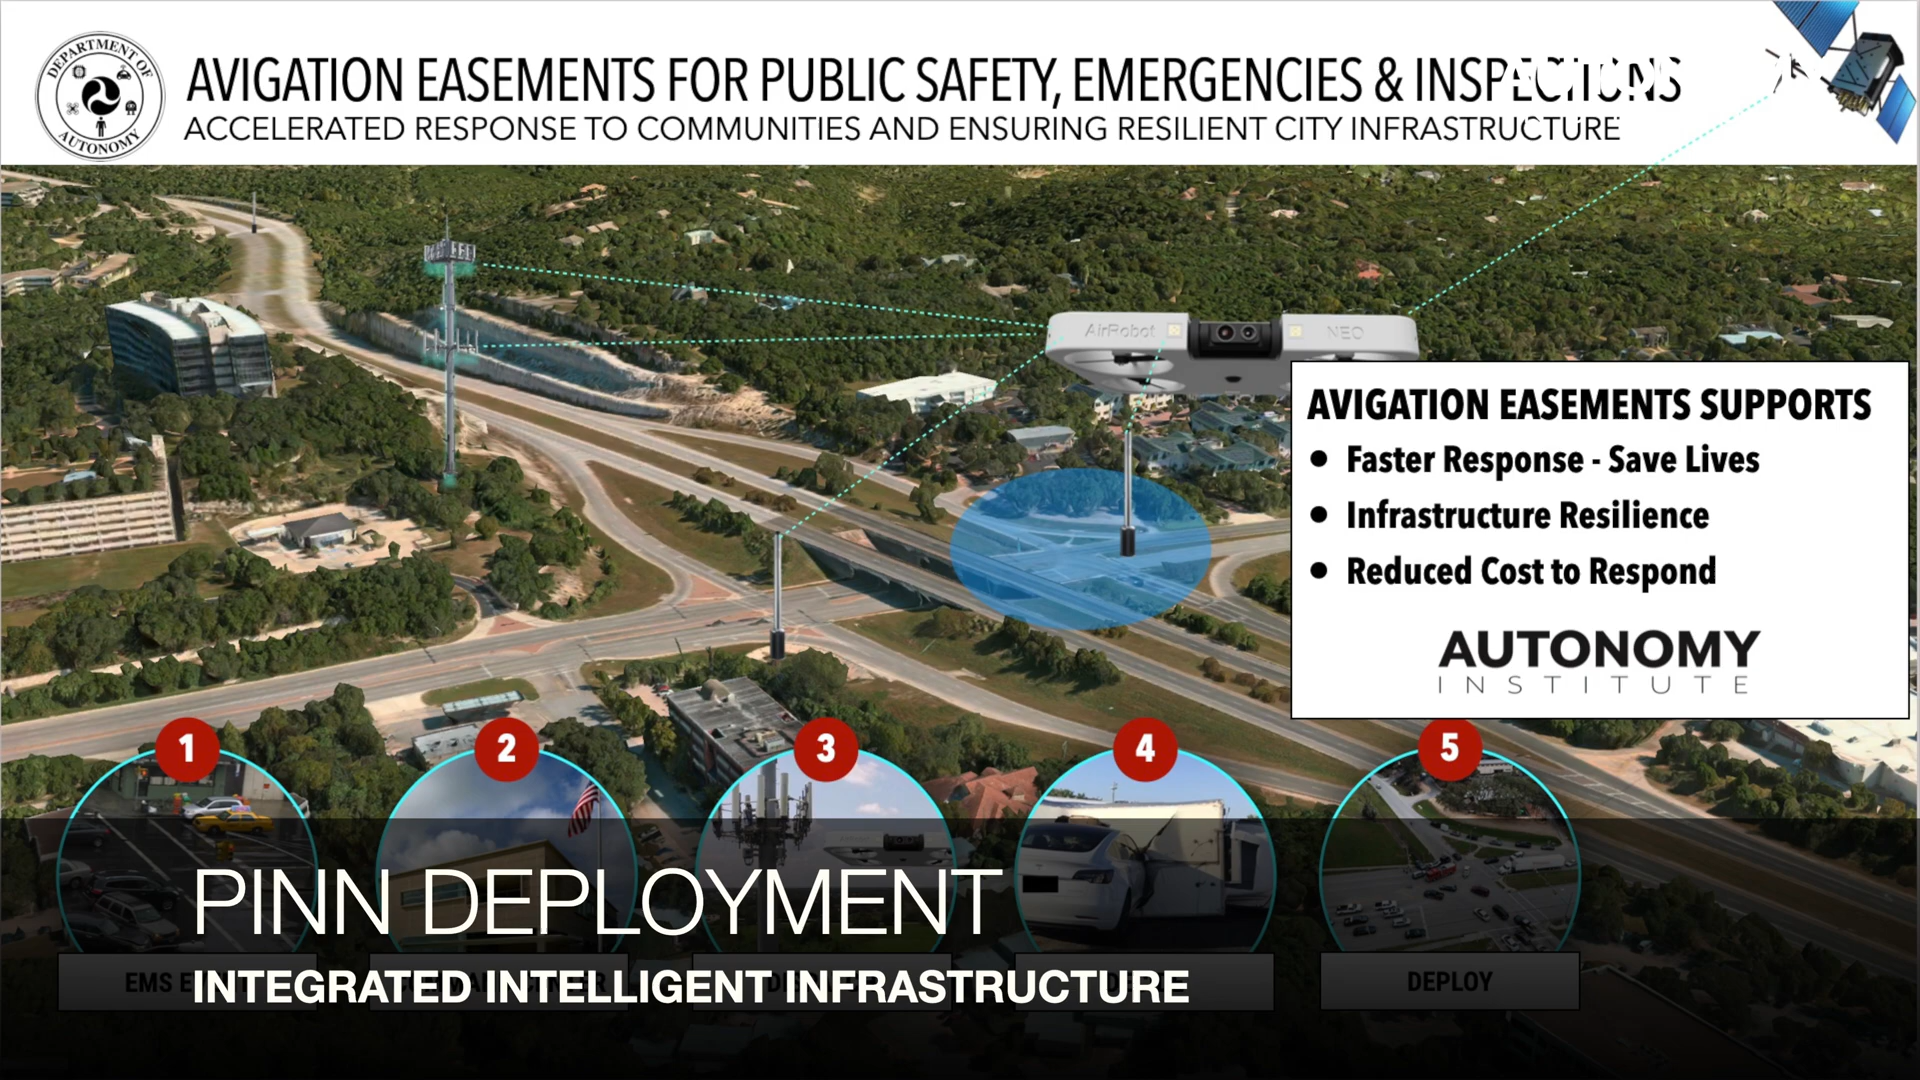 DEPARTMENT OF
AUTONOMY
AVIGATION EASEMENTS FOR PUBLIC SAFETY, EMERGENCIES & INSPECTIONS
ACCELERATED RESPONSE TO COMMUNITIES AND ENSURING RESILIENT CITY INFRASTRUCTURE
AirRobot NEO
AVIGATION EASEMENTS SUPPORTS
• Faster Response - Save Lives
• Infrastructure Resilience
• Reduced Cost to Respond
AUTONOMY
INSTITUTE
1 2 3 4 5
PINN DEPLOYMENT
EMS DEPLOY
INTEGRATED INTELLIGENT INFRASTRUCTURE